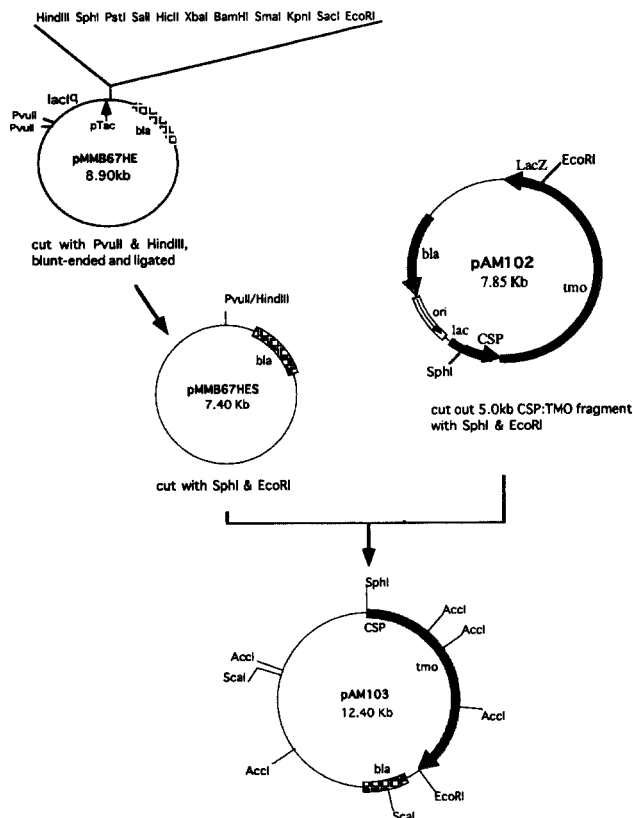 HindIII SphI PstI SalI HicII XbaI BamHI SmaI KpnI SacI EcoRI
lacIq
PvuII
PvuII
pTac
bla
pMMB67HE
8.90kb
cut with PvuII & HindIII,
blunt-ended and ligated
LacZ
EcoRI
bla
pAM102
7.85 Kb
tmo
ori
lac
CSP
SphI
cut out 5.0kb CSP:TMO fragment
with SphI & EcoRI
PvuII/HindIII
bla
pMMB67HES
7.40 Kb
cut with SphI & EcoRI
SphI
CSP
AccI
AccI
tmo
AccI
ScaI
pAM103
12.40 Kb
AccI
AccI
bla
EcoRI
ScaI